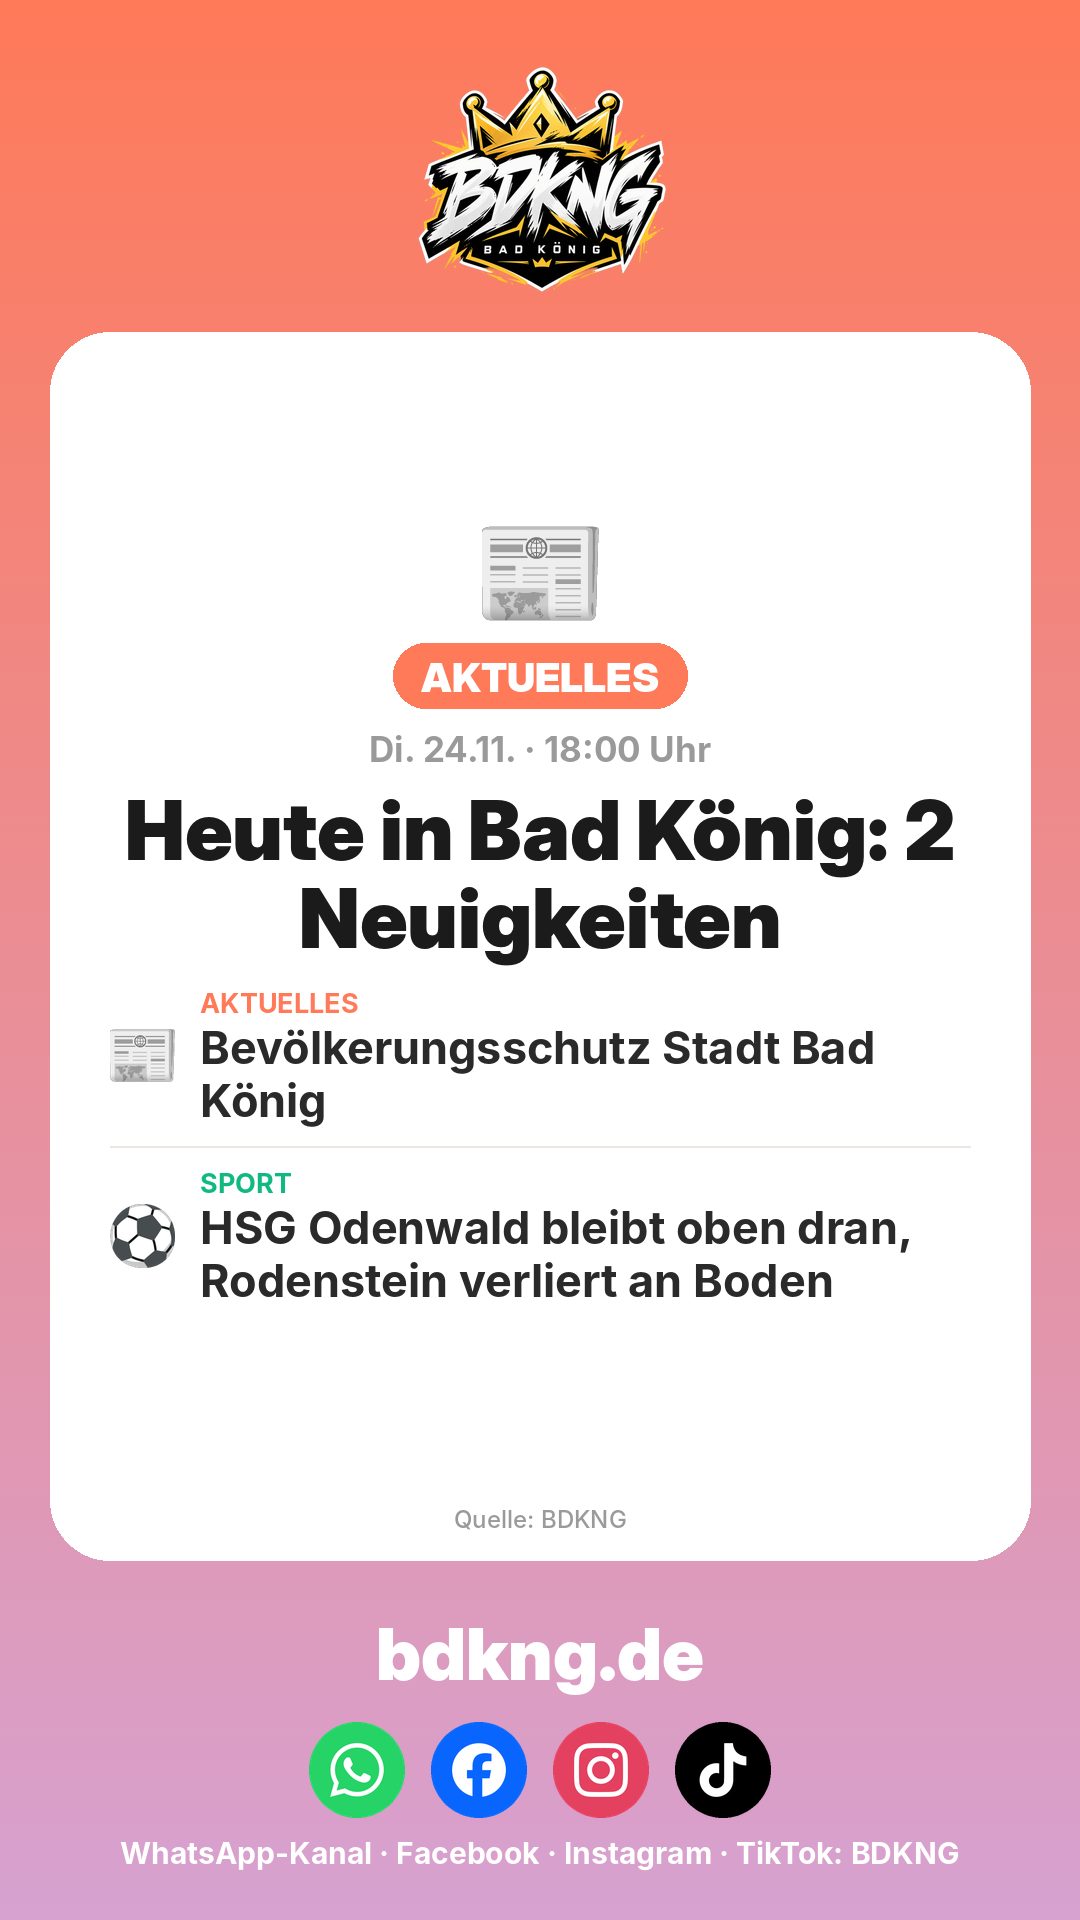 BDKNG
BAD KÖNIG
AKTUELLES
Di. 24.11. · 18:00 Uhr
Heute in Bad König: 2
Neuigkeiten
AKTUELLES
Bevölkerungsschutz Stadt Bad
König
SPORT
HSG Odenwald bleibt oben dran,
Rodenstein verliert an Boden
Quelle: BDKNG
bdkng.de
WhatsApp-Kanal · Facebook · Instagram · TikTok: BDKNG